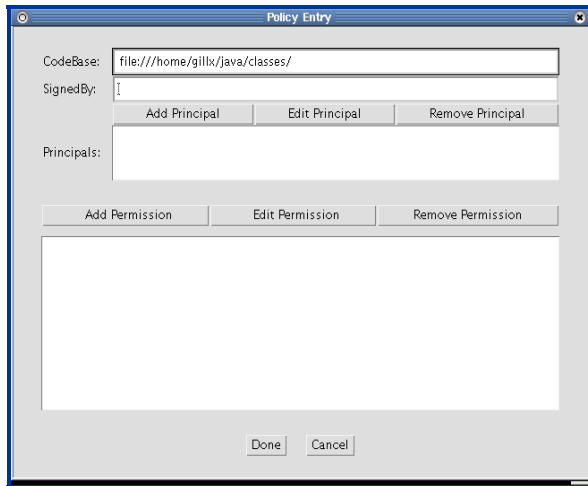 Policy Entry
CodeBase: file:///home/gillx/java/classes/
SignedBy:
Add Principal Edit Principal Remove Principal
Principals:
Add Permission Edit Permission Remove Permission
Done Cancel